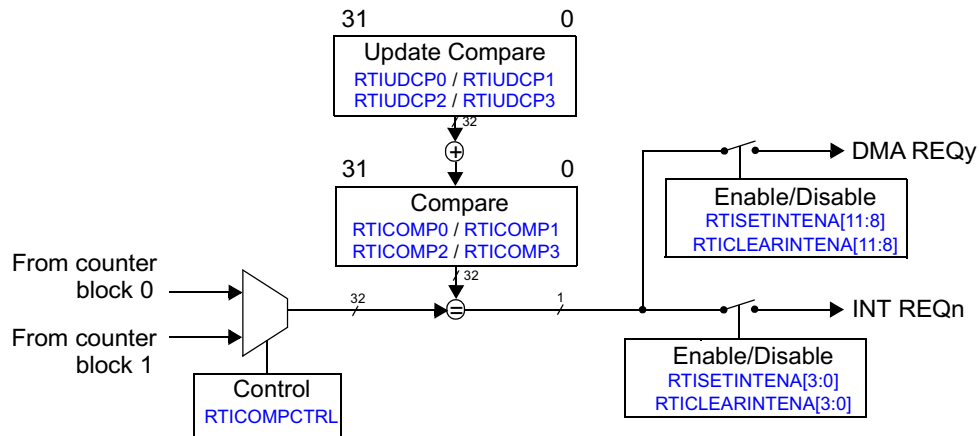 31 0
Update Compare
RTIUDCP0 / RTIUDCP1
RTIUDCP2 / RTIUDCP3
32
+
31 0
Compare
RTICOMP0 / RTICOMP1
RTICOMP2 / RTICOMP3
32
DMA REQy
Enable/Disable
RTISETINTENA[11:8]
RTICLEARINTENA[11:8]
From counter
block 0
From counter
block 1
32
=
1
INT REQn
Control
RTICOMPCTRL
Enable/Disable
RTISETINTENA[3:0]
RTICLEARINTENA[3:0]